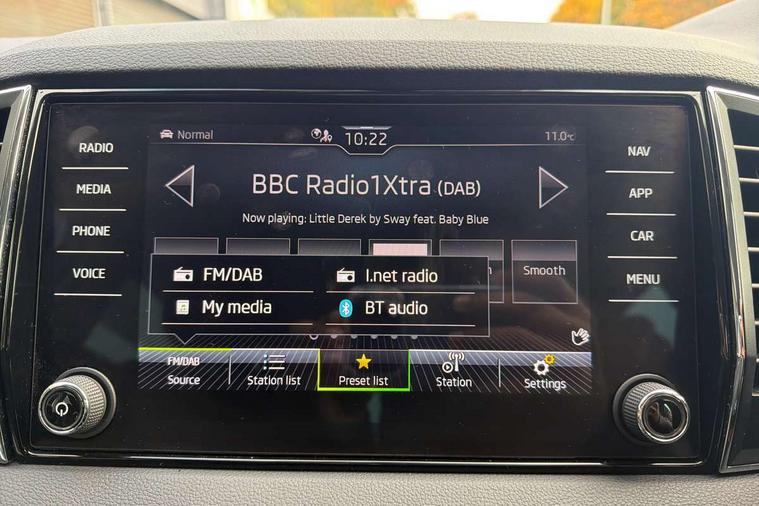 RADIO
MEDIA
PHONE
VOICE
Normal
10:22
11.0°C
BBC Radio1Xtra (DAB)
Now playing: Little Derek by Sway feat. Baby Blue
Smooth
FM/DAB
I.net radio
My media
BT audio
FM/DAB
Source
Station list
Preset list
Station
Settings
NAV
APP
CAR
MENU